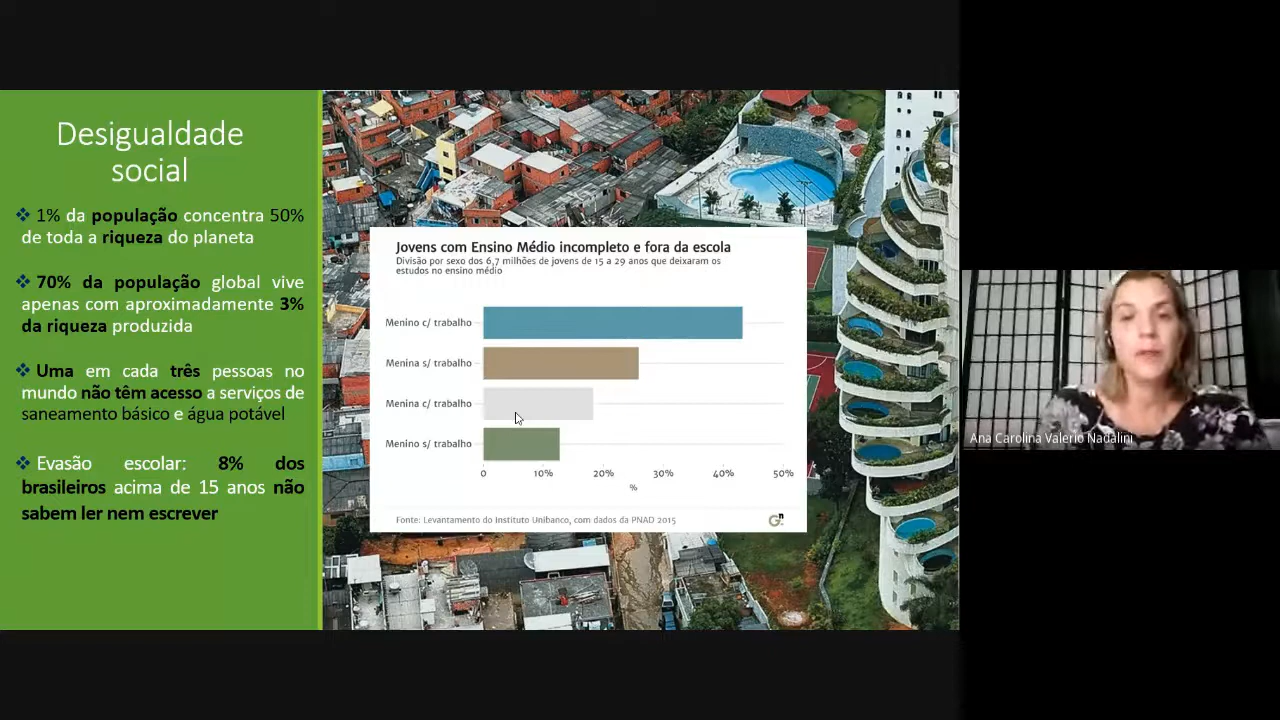 Desigualdade
social
❖ 1% da população concentra 50%
de toda a riqueza do planeta
❖ 70% da população global vive
apenas com aproximadamente 3%
da riqueza produzida
❖ Uma em cada três pessoas no
mundo não têm acesso a serviços de
saneamento básico e água potável
❖ Evasão escolar: 8% dos
brasileiros acima de 15 anos não
sabem ler nem escrever
Jovens com Ensino Médio incompleto e fora da escola
Divisão por sexo dos 6,7 milhões de jovens de 15 a 29 anos que deixaram os
estudos no ensino médio
Menino c/ trabalho
Menina s/ trabalho
Menina c/ trabalho
Menino s/ trabalho
0 10% 20% 30% 40% 50%
%
Fonte: Levantamento do Instituto Unibanco, com dados da PNAD 2015
Gn
Ana Carolina Valerio Nadalini